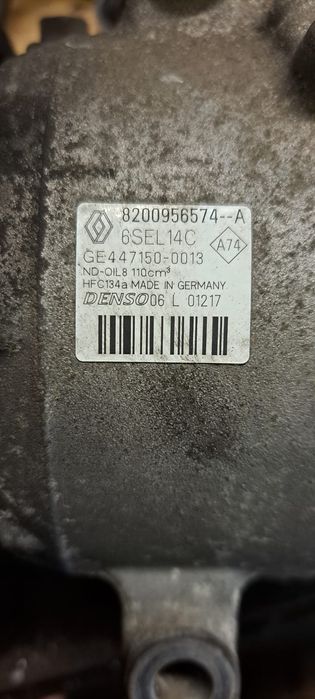 8200956574--A
6SEL14C
A74
GE447150-0013
ND-OIL8 110cm³
HFC134a MADE IN GERMANY
DENSO 06 L 01217